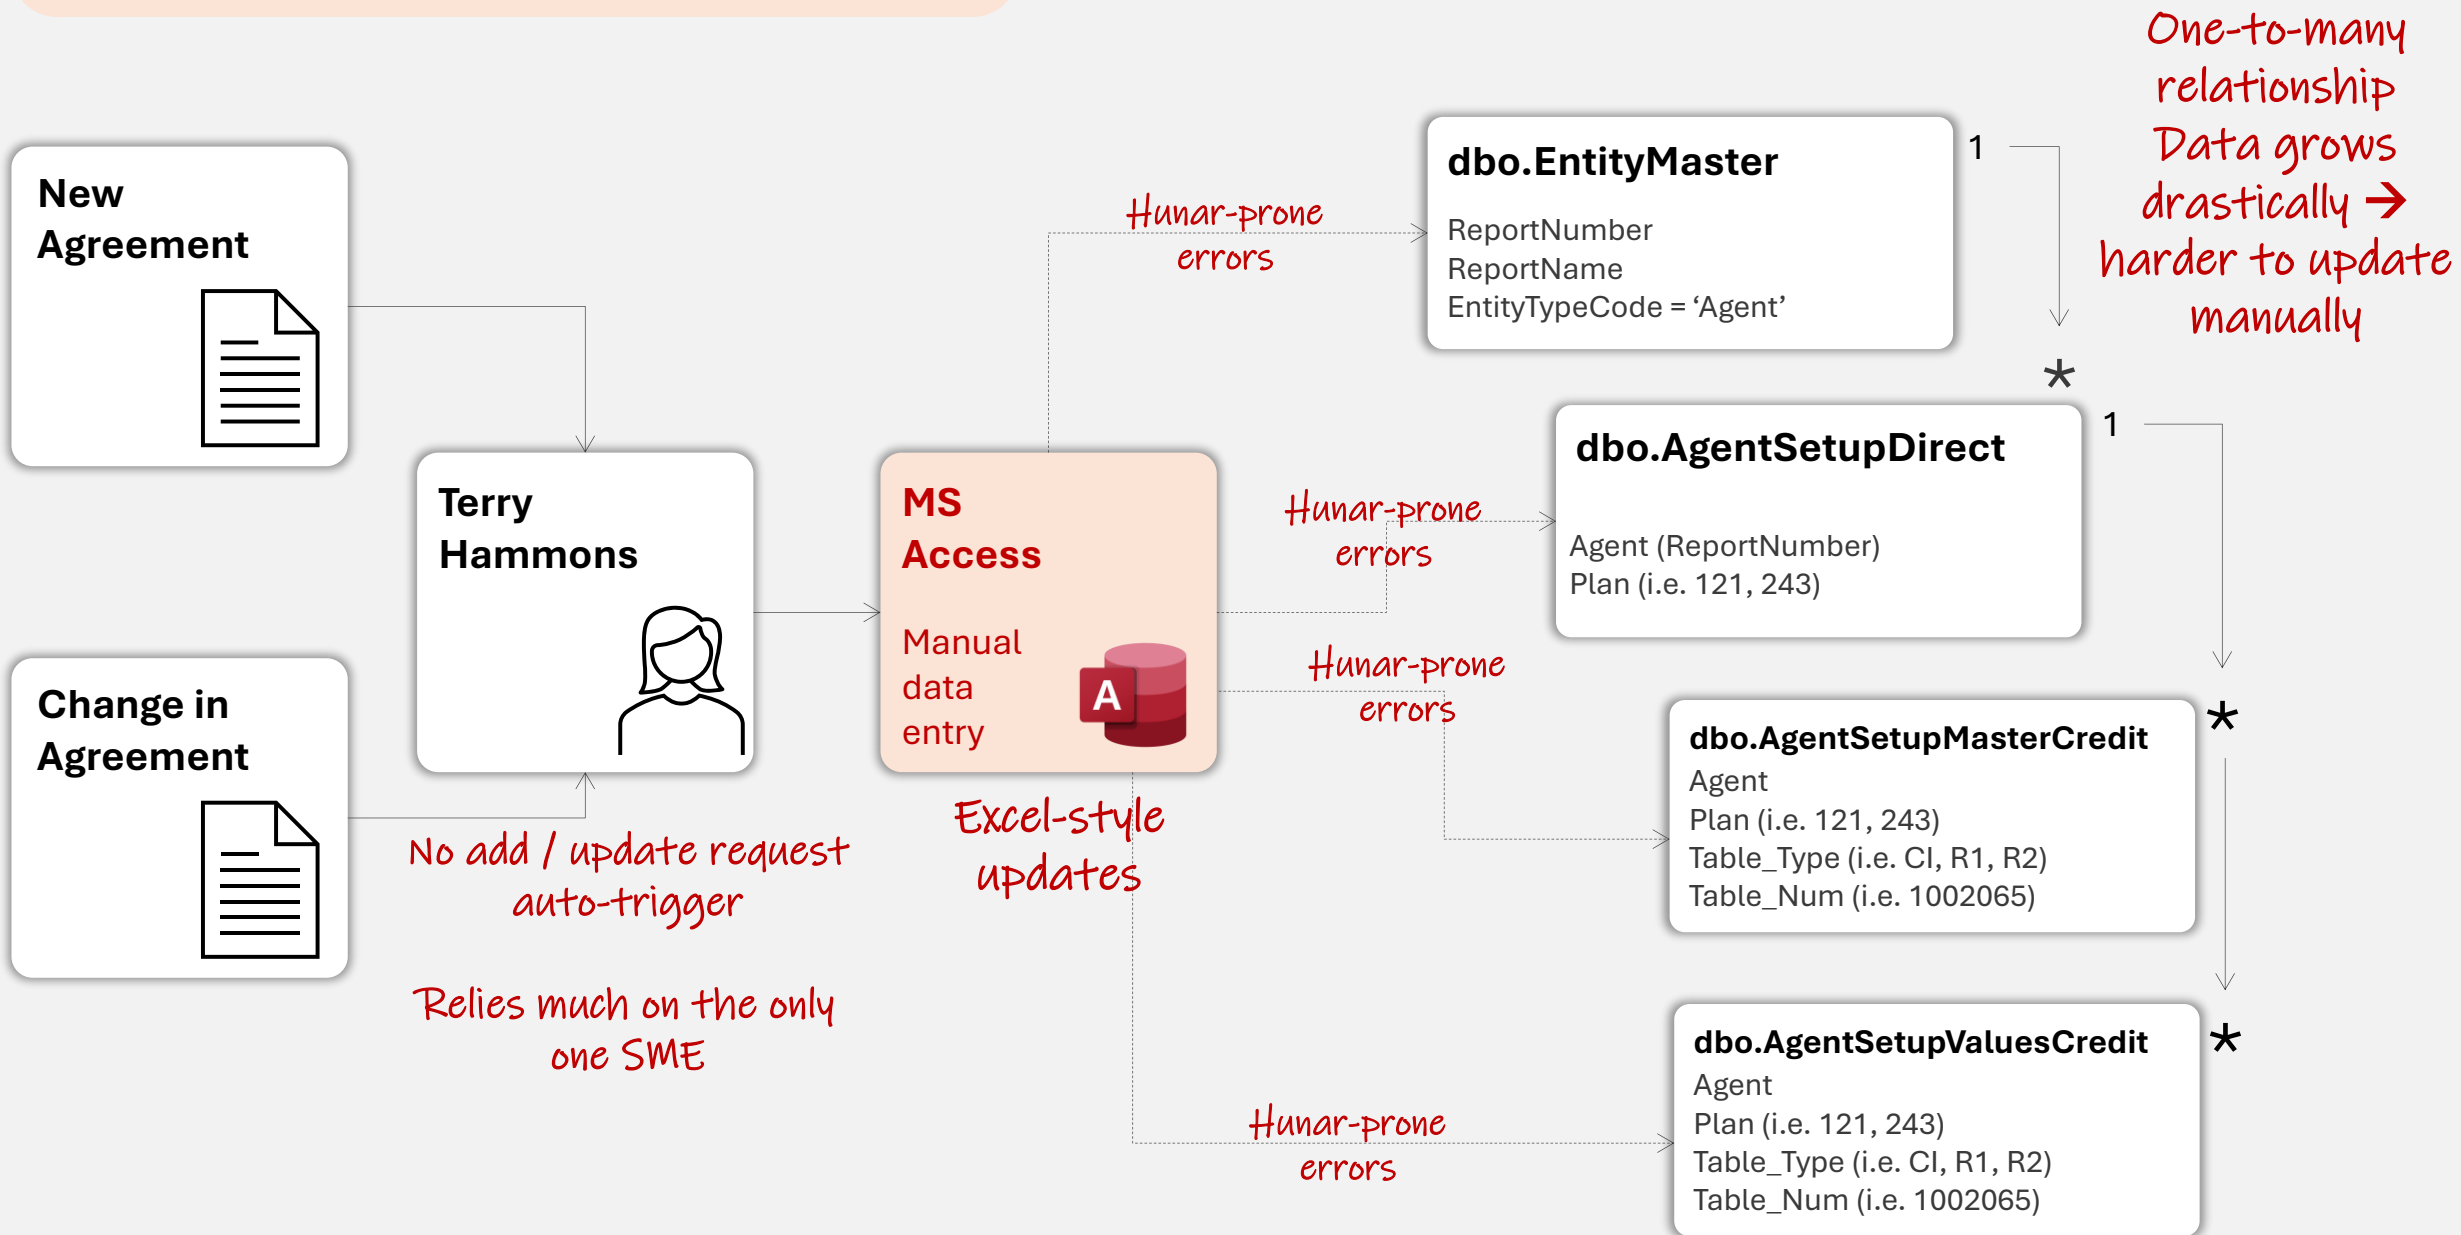 One-to-many
relationship
Data grows
drastically →
harder to update
manually
New
Agreement
Terry
Hammons
Change in
Agreement
No add / update request
auto-trigger
Relies much on the only
one SME
MS
Access
Manual
data
entry
A
Excel-style
updates
Hunar-prone
errors
dbo.EntityMaster
ReportNumber
ReportName
EntityTypeCode = ‘Agent’
1
*
Hunar-prone
errors
dbo.AgentSetupDirect
Agent (ReportNumber)
Plan (i.e. 121, 243)
1
*
Hunar-prone
errors
dbo.AgentSetupMasterCredit
Agent
Plan (i.e. 121, 243)
Table_Type (i.e. CI, R1, R2)
Table_Num (i.e. 1002065)
Hunar-prone
errors
dbo.AgentSetupValuesCredit
*
Agent
Plan (i.e. 121, 243)
Table_Type (i.e. CI, R1, R2)
Table_Num (i.e. 1002065)